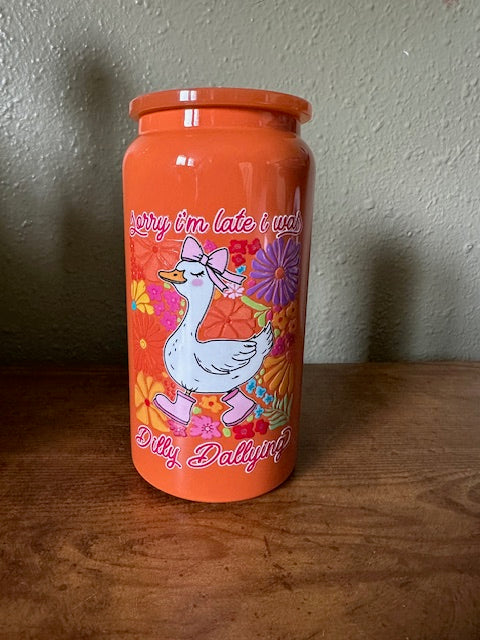 Sorry i'm late i was
Dilly Dallying